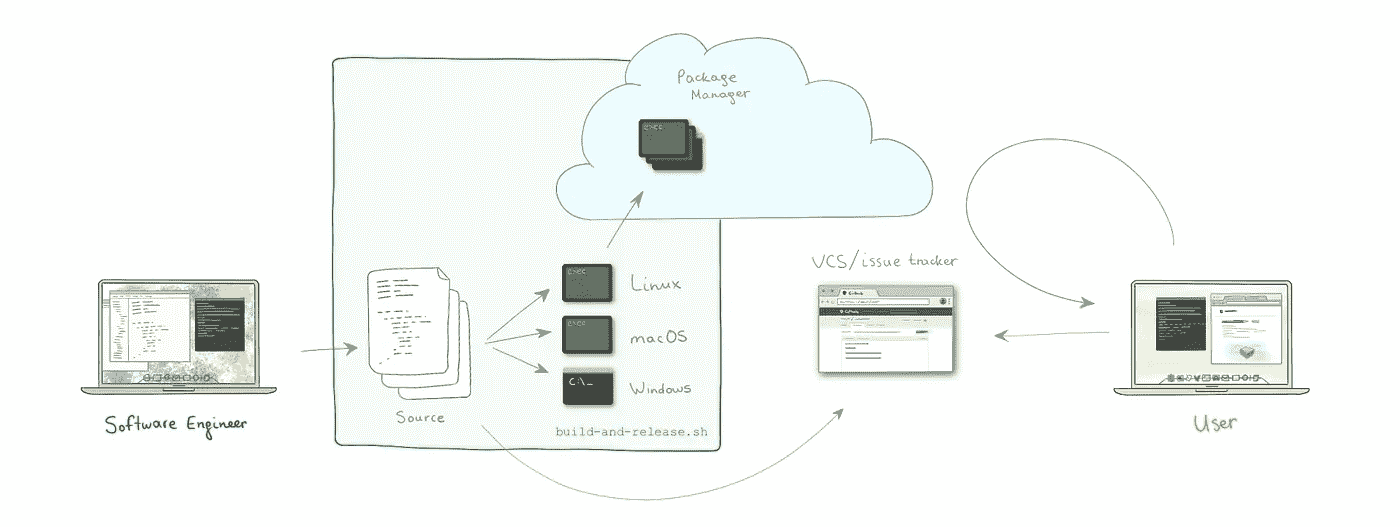 Package
Manager
exec
VCS/issue tracker
exec
Linux
exec
macOS
C:\_
Windows
Source
build-and-release.sh
Software Engineer
User